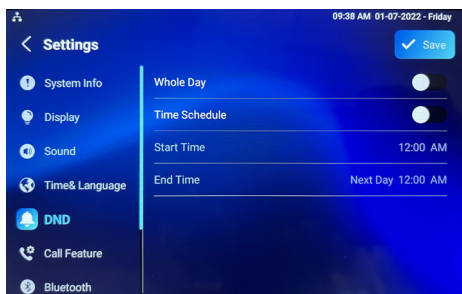 09:38 AM 01-07-2022 - Friday
Settings
Save
System Info
Display
Sound
Time& Language
DND
Call Feature
Bluetooth
Whole Day
Time Schedule
Start Time 12:00 AM
End Time Next Day 12:00 AM